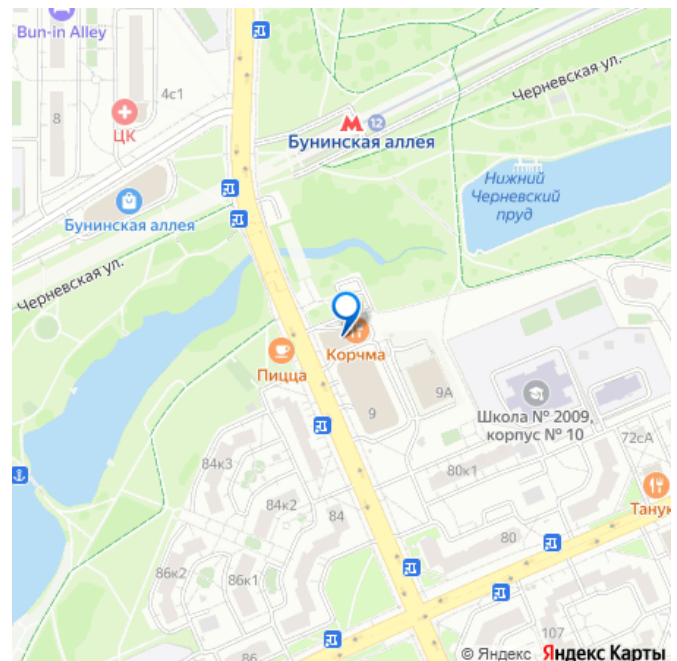 Bun-in Alley
4с1
8
ЦК
Черневская ул.
12
Бунинская аллея
Нижний
Черневский
пруд
Бунинская аллея
Черневская ул.
Корчма
Пицца
9А
9
Школа № 2009,
корпус № 10
72сА
84к3
80к1
84к2
84
Танук
80
86к2
86к1
86
107
© Яндекс Яндекс Карты